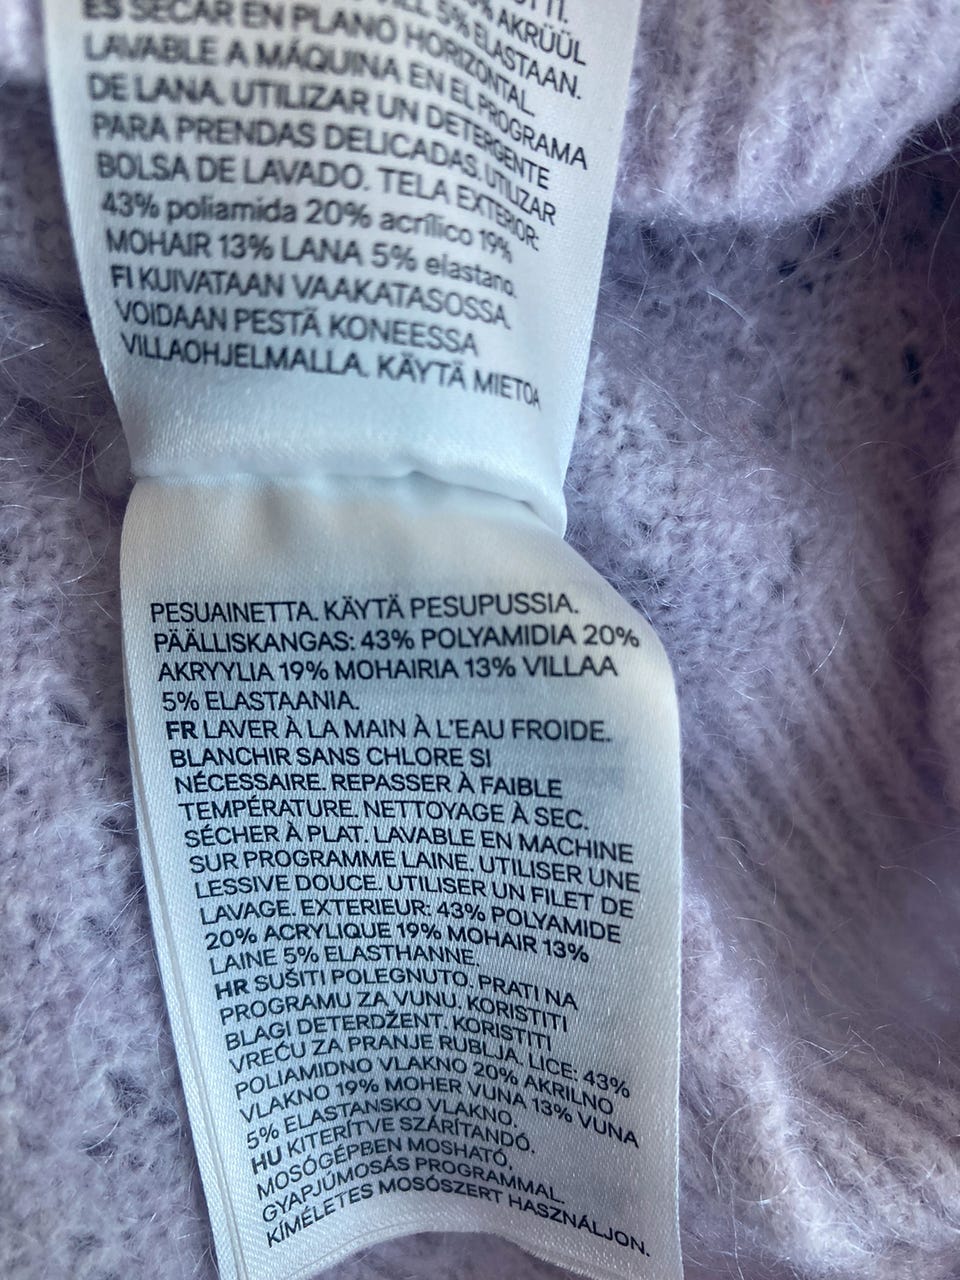 AKRÜÜL
5% ELASTAAN.
ES SECAR EN PLANO HORIZONTAL.
LAVABLE A MÁQUINA EN EL PROGRAMA
DE LANA. UTILIZAR UN DETERGENTE
PARA PRENDAS DELICADAS. UTILIZAR
BOLSA DE LAVADO. TELA EXTERIOR:
43% poliamida 20% acrílico 19%
MOHAIR 13% LANA 5% elastano.
FI KUIVATAAN VAAKATASOSSA.
VOIDAAN PESTÄ KONEESSA
VILLAOHJELMALLA. KÄYTÄ MIETOA
PESUAINETTA. KÄYTÄ PESUPUSSIA.
PÄÄLLISKANGAS: 43% POLYAMIDIA 20%
AKRYYLIA 19% MOHAIRIA 13% VILLAA
5% ELASTAANIA.
FR LAVER À LA MAIN À L'EAU FROIDE.
BLANCHIR SANS CHLORE SI
NÉCESSAIRE. REPASSER À FAIBLE
TEMPÉRATURE. NETTOYAGE À SEC.
SÉCHER À PLAT. LAVABLE EN MACHINE
SUR PROGRAMME LAINE. UTILISER UNE
LESSIVE DOUCE. UTILISER UN FILET DE
LAVAGE. EXTERIEUR: 43% POLYAMIDE
20% ACRYLIQUE 19% MOHAIR 13%
LAINE 5% ELASTHANNE.
HR SUŠITI POLEGNUTO. PRATI NA
PROGRAMU ZA VUNU. KORISTITI
BLAGI DETERDŽENT. KORISTITI
VREĆU ZA PRANJE RUBLJA. LICE: 43%
POLIAMIDNO VLAKNO 20% AKRILNO
VLAKNO 19% MOHER VUNA 13% VUNA
5% ELASTANSKO VLAKNO.
HU KITERÍTVE SZÁRÍTANDÓ.
MOSÓGÉPBEN MOSHATÓ,
GYAPJÚMOSÁS PROGRAMMAL.
KÍMÉLETES MOSÓSZERT HASZNÁLJON.